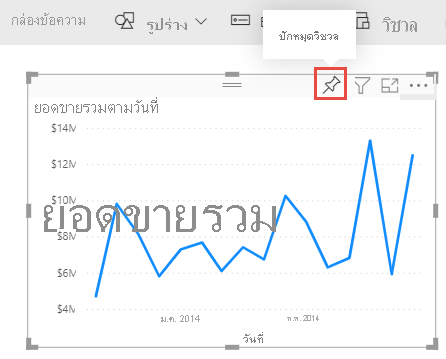 กล่องข้อความ
รูปร่าง
วิชวล
ปักหมุดวิชวล
ยอดขายรวมตามวันที่
$14M
$10M
ยอดขายรวม
$8M
$6M
$4M
ม.ค. 2014
ก.พ. 2014
วันที่